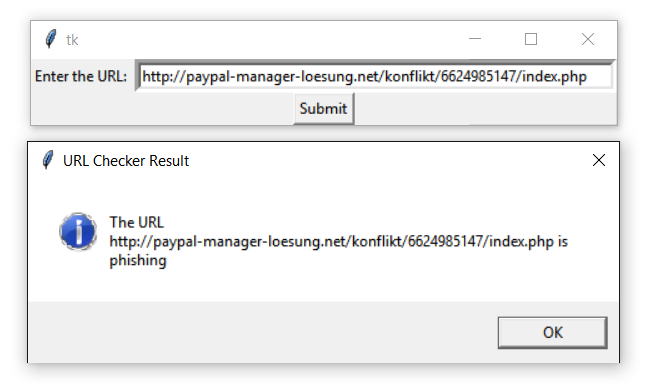 tk
Enter the URL: http://paypal-manager-loesung.net/konflikt/6624985147/index.php
Submit
URL Checker Result
The URL
http://paypal-manager-loesung.net/konflikt/6624985147/index.php is
phishing
OK